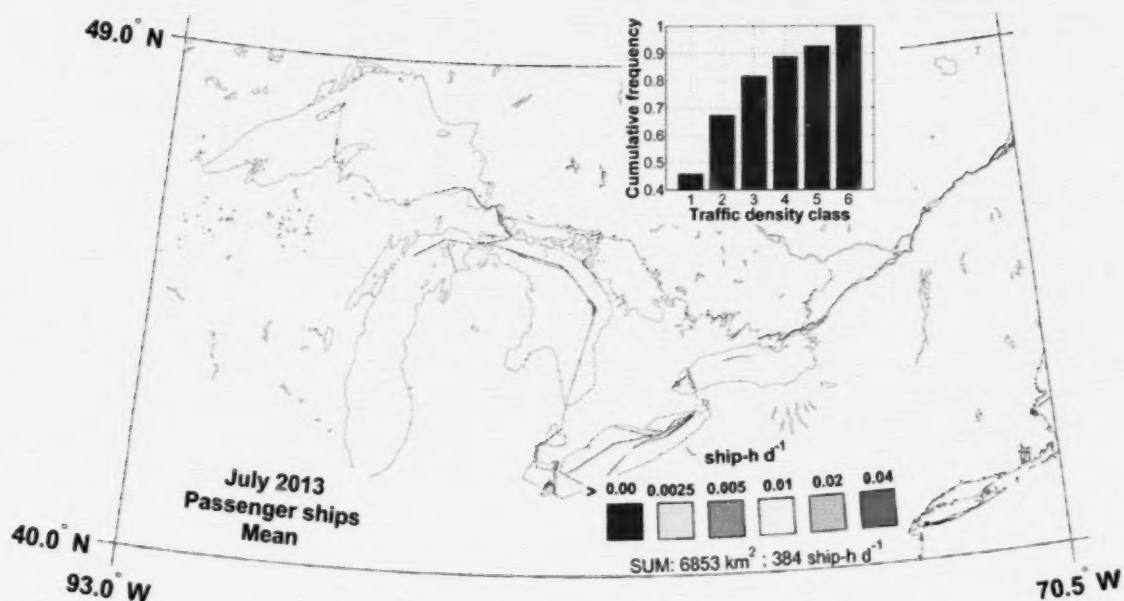 49.0° N
Cumulative frequency
1
0.9
0.8
0.7
0.6
0.5
0.4
1 2 3 4 5 6
Traffic density class
ship-h d⁻¹
> 0.00 0.0025 0.005 0.01 0.02 0.04
SUM: 6853 km² : 384 ship-h d⁻¹
July 2013
Passenger ships
Mean
40.0° N
93.0° W
70.5° W